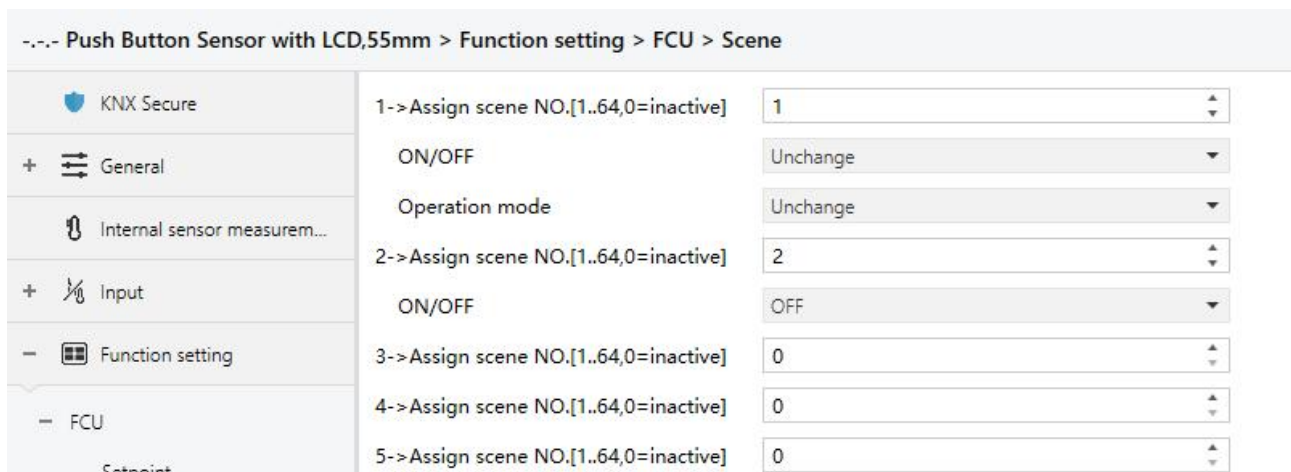 -.-.- Push Button Sensor with LCD,55mm > Function setting > FCU > Scene
KNX Secure
+ General
Internal sensor measurem...
+ Input
− Function setting
− FCU
Setpoint
1->Assign scene NO.[1..64,0=inactive] 1
ON/OFF Unchange
Operation mode Unchange
2->Assign scene NO.[1..64,0=inactive] 2
ON/OFF OFF
3->Assign scene NO.[1..64,0=inactive] 0
4->Assign scene NO.[1..64,0=inactive] 0
5->Assign scene NO.[1..64,0=inactive] 0